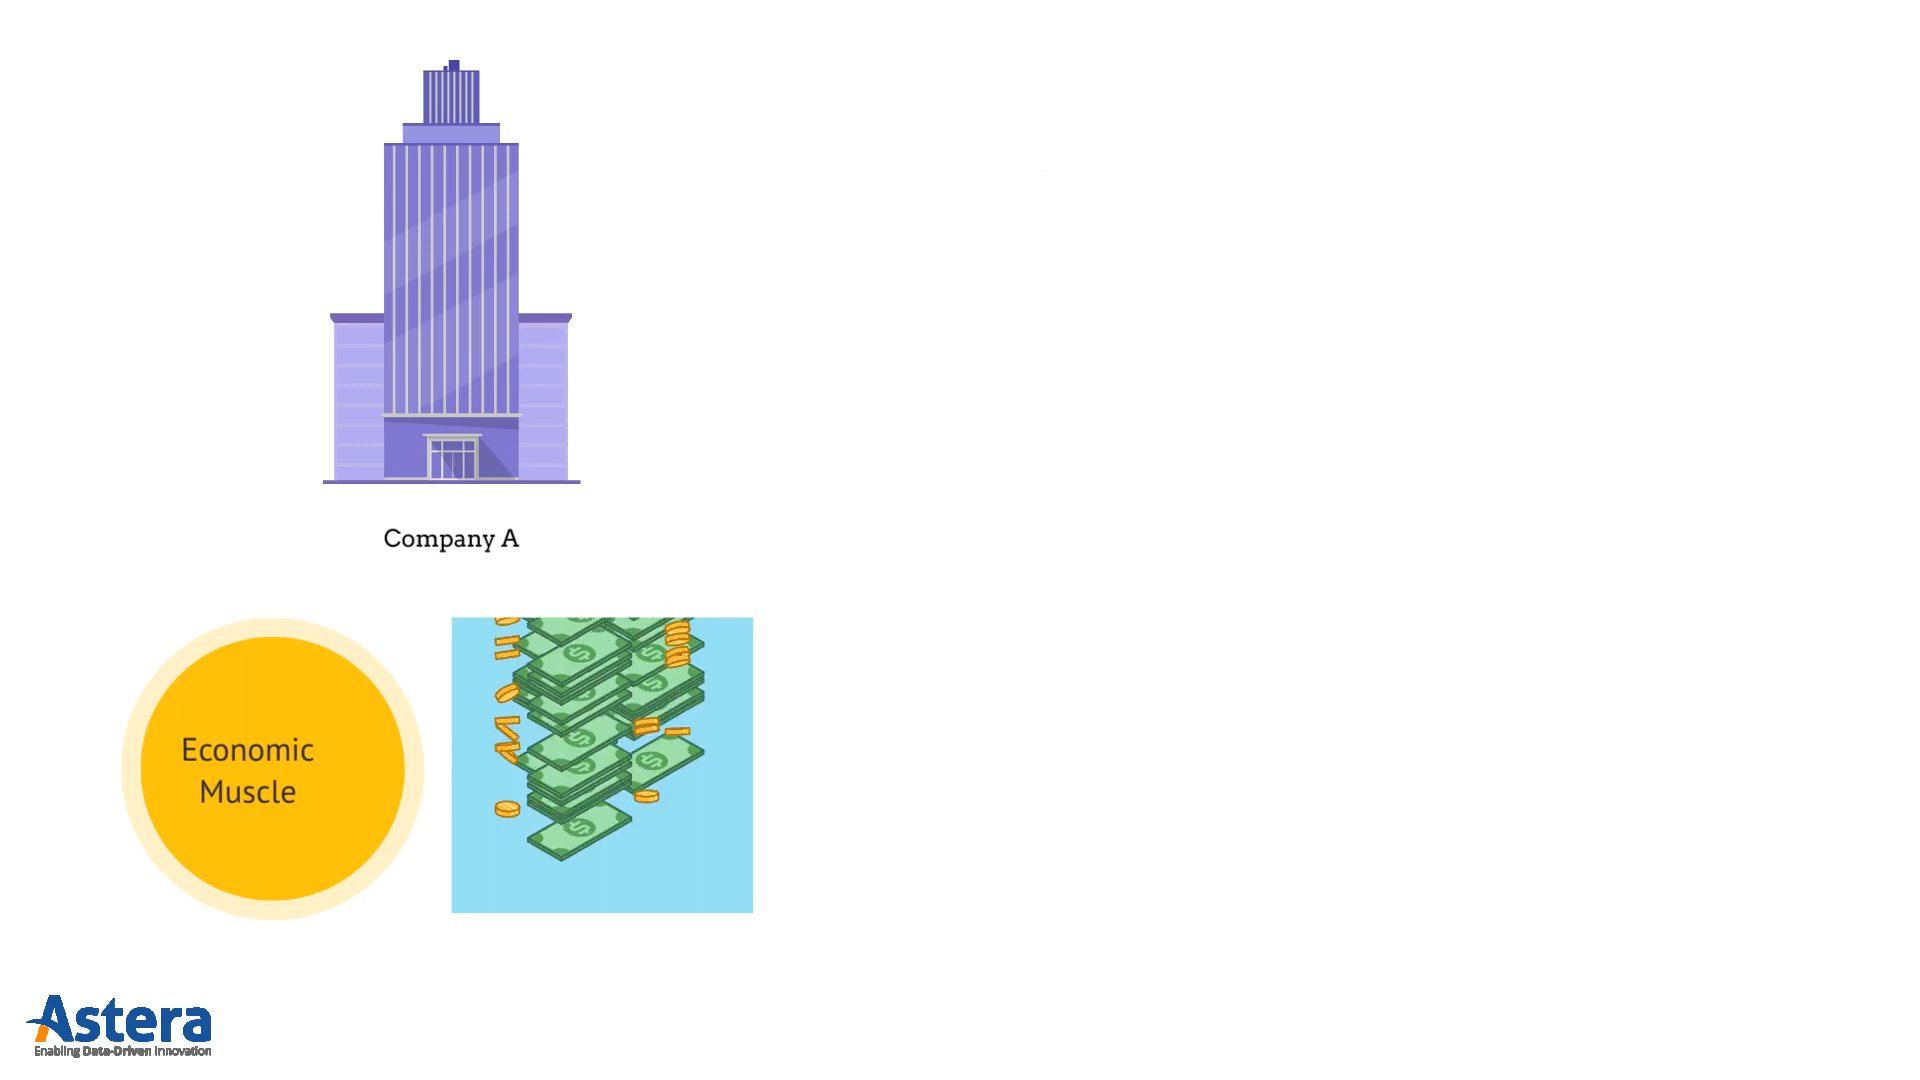 Company A
Economic
Muscle
Astera
Enabling Data-Driven Innovation